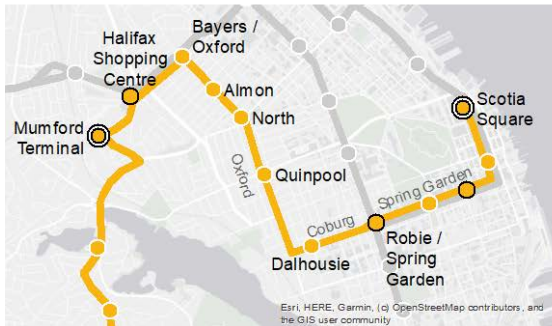 Bayers /
Oxford
Halifax
Shopping
Centre
Almon
North
Mumford
Terminal
Scotia
Square
Oxford
Quinpool
Spring Garden
Coburg
Dalhousie
Robie /
Spring
Garden
Esri, HERE, Garmin, (c) OpenStreetMap contributors, and
the GIS user community